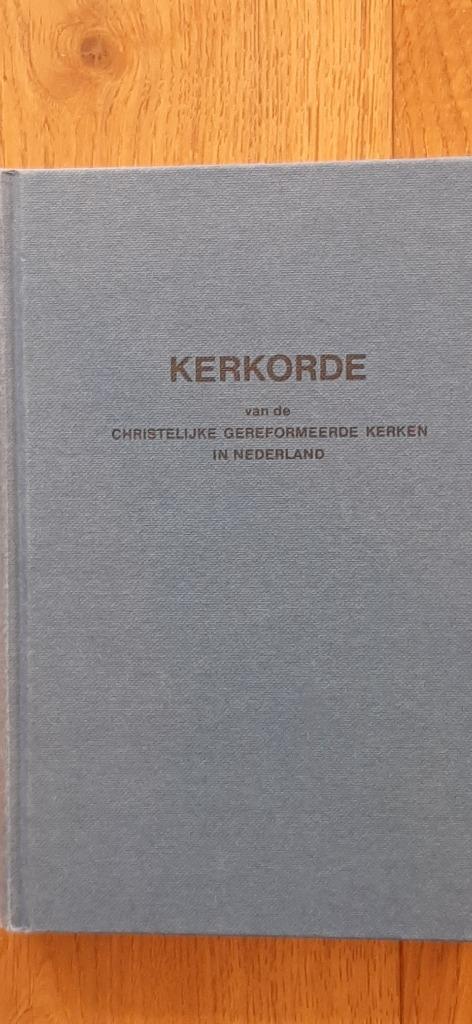 KERKORDE
van de
CHRISTELIJKE GEREFORMEERDE KERKEN
IN NEDERLAND